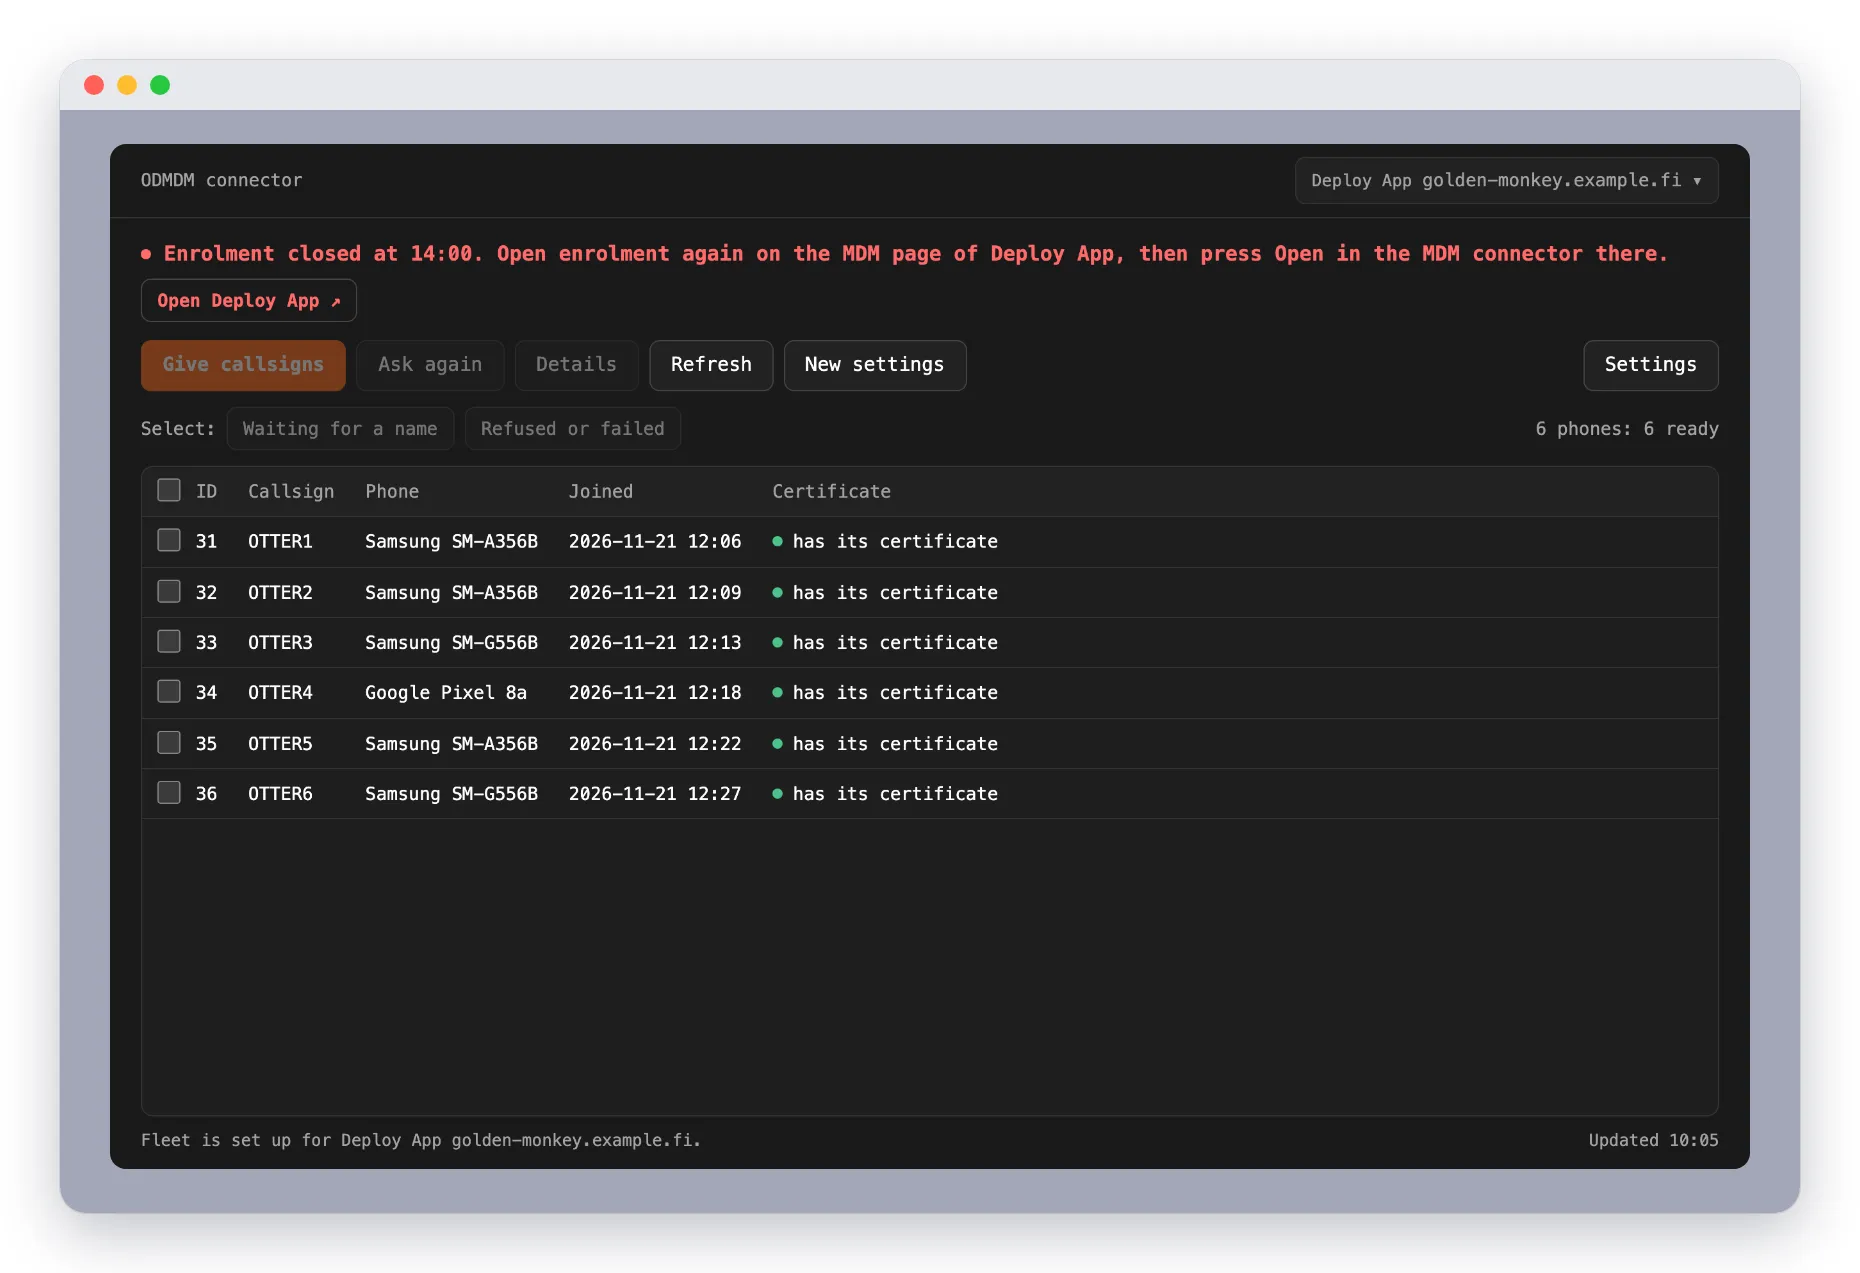 ODMDM connector
Deploy App golden-monkey.example.fi ▾
● Enrolment closed at 14:00. Open enrolment again on the MDM page of Deploy App, then press Open in the MDM connector there.
Open Deploy App ↗
Give callsigns Ask again Details Refresh New settings Settings
Select: Waiting for a name Refused or failed 6 phones: 6 ready
ID Callsign Phone Joined Certificate
31 OTTER1 Samsung SM-A356B 2026-11-21 12:06 ● has its certificate
32 OTTER2 Samsung SM-A356B 2026-11-21 12:09 ● has its certificate
33 OTTER3 Samsung SM-G556B 2026-11-21 12:13 ● has its certificate
34 OTTER4 Google Pixel 8a 2026-11-21 12:18 ● has its certificate
35 OTTER5 Samsung SM-A356B 2026-11-21 12:22 ● has its certificate
36 OTTER6 Samsung SM-G556B 2026-11-21 12:27 ● has its certificate
Fleet is set up for Deploy App golden-monkey.example.fi. Updated 10:05